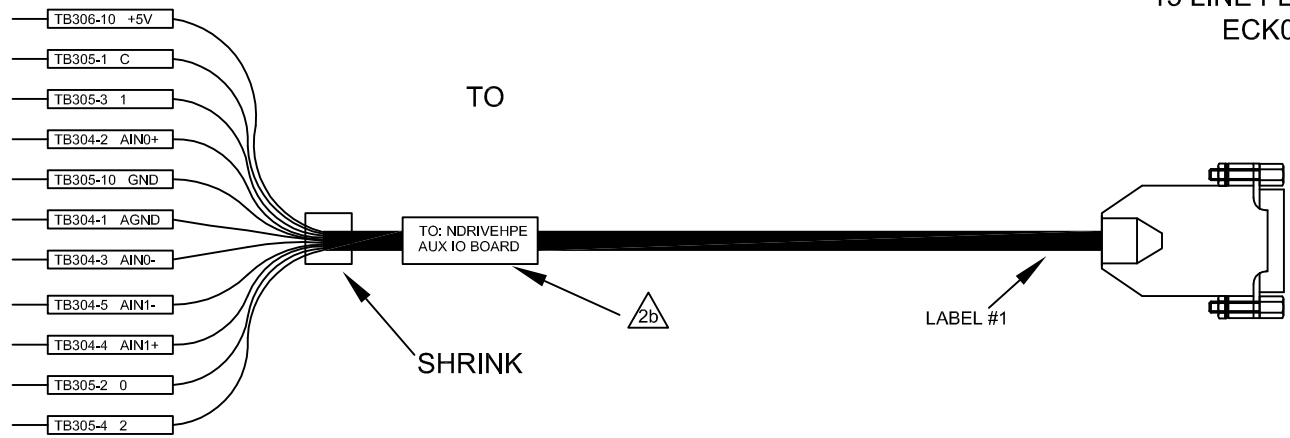 TB306-10 +5V
TB305-1 C
TB305-3 1
TB304-2 AIN0+
TB305-10 GND
TB304-1 AGND
TB304-3 AIN0-
TB304-5 AIN1-
TB304-4 AIN1+
TB305-2 0
TB305-4 2
TO
TO: NDRIVEHPE
AUX IO BOARD
2b
SHRINK
LABEL #1
LINE